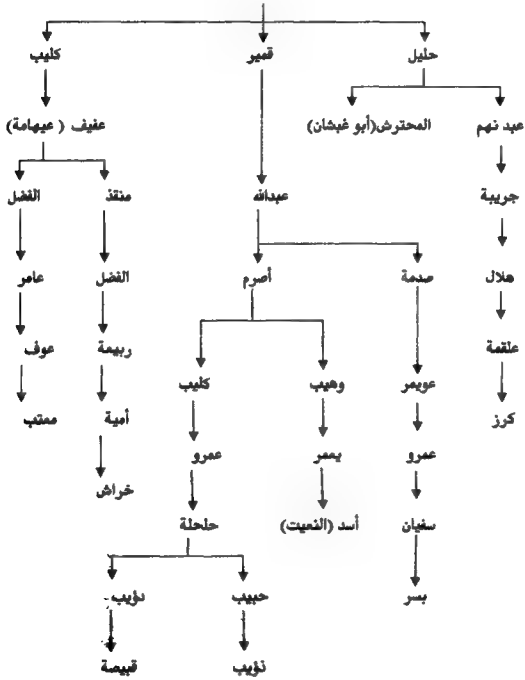 حليل قمير كليب
عبد نهم المحترش (أبو غبشان) عفيف (عيهامة)
جريبة عبدالله منقذ الفضل
هلال صدمة أصرم الفضل عامر
علقمة ربيعة عوف
عويمر وهيب كليب
كرز أمية معتب
عمرو يعمر عمرو
خراش
سفيان أسد (النعيت) حلحلة
بسر حبيب ذؤيب
ذؤيب قبيصة